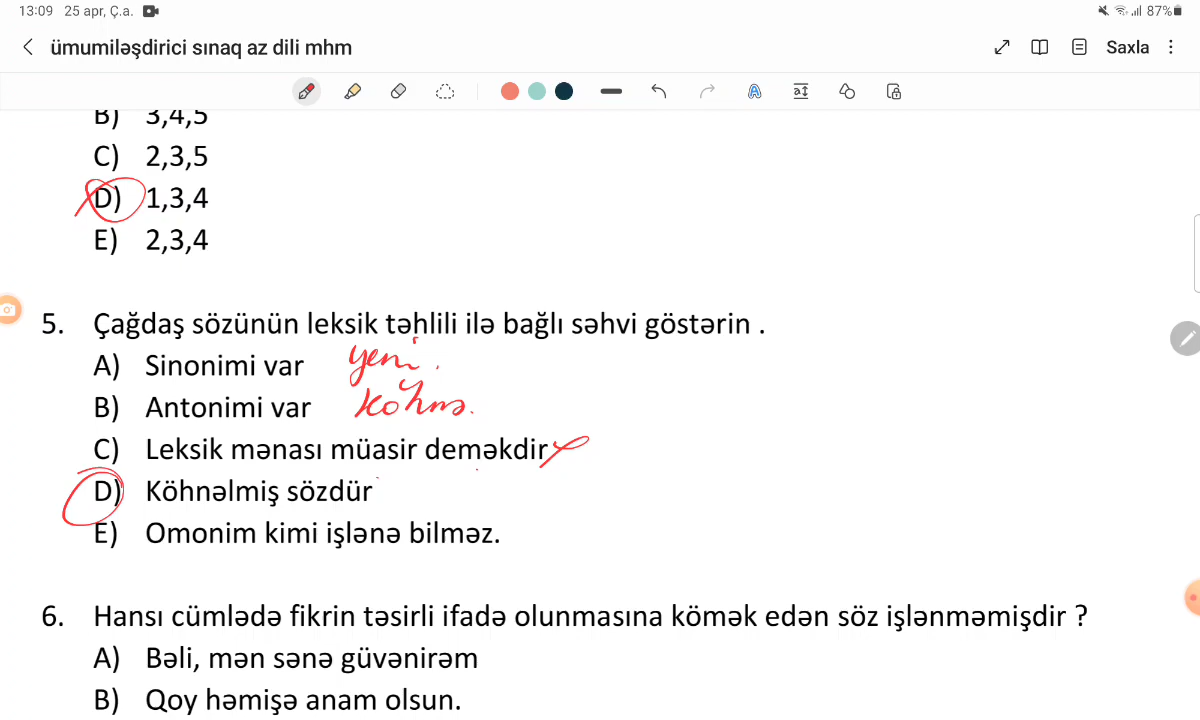 13:09 25 apr, Ç.a. 87%
ümumiləşdirici sınaq az dili mhm Saxla
B) 3,4,5
C) 2,3,5
D) 1,3,4
E) 2,3,4
5. Çağdaş sözünün leksik təhlili ilə bağlı səhvi göstərin .
A) Sinonimi var yeni.
B) Antonimi var köhnə.
C) Leksik mənası müasir deməkdir
D) Köhnəlmiş sözdür
E) Omonim kimi işlənə bilməz.
6. Hansı cümlədə fikrin təsirli ifadə olunmasına kömək edən söz işlənməmişdir ?
A) Bəli, mən sənə güvənirəm
B) Qoy həmişə anam olsun.